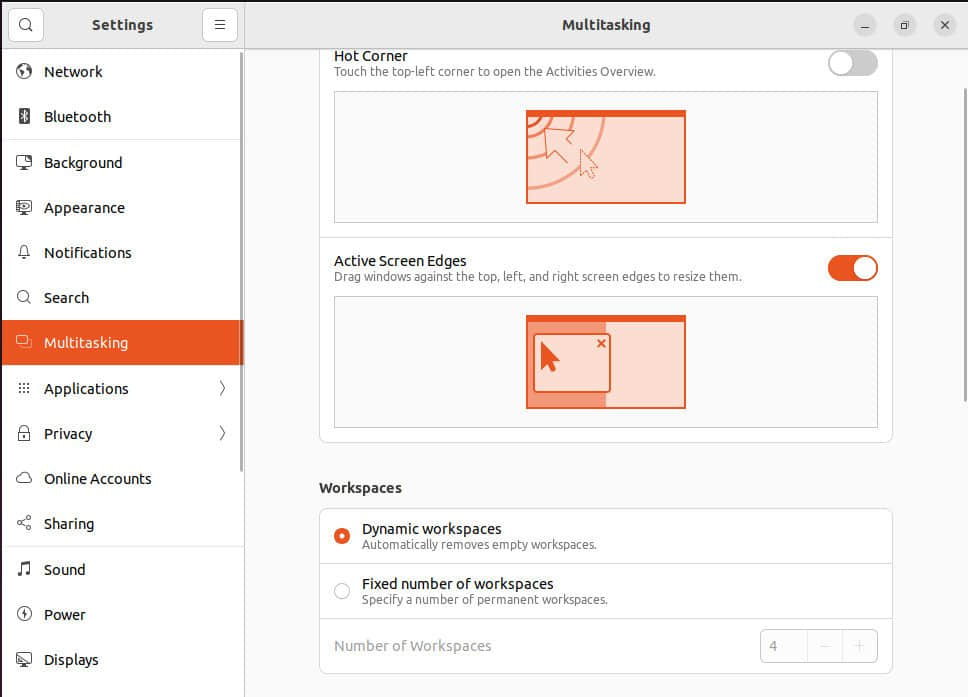 Settings
Multitasking
Network
Bluetooth
Background
Appearance
Notifications
Search
Multitasking
Applications
Privacy
Online Accounts
Sharing
Sound
Power
Displays
Hot Corner
Touch the top-left corner to open the Activities Overview.
Active Screen Edges
Drag windows against the top, left, and right screen edges to resize them.
Workspaces
Dynamic workspaces
Automatically removes empty workspaces.
Fixed number of workspaces
Specify a number of permanent workspaces.
Number of Workspaces 4 − +